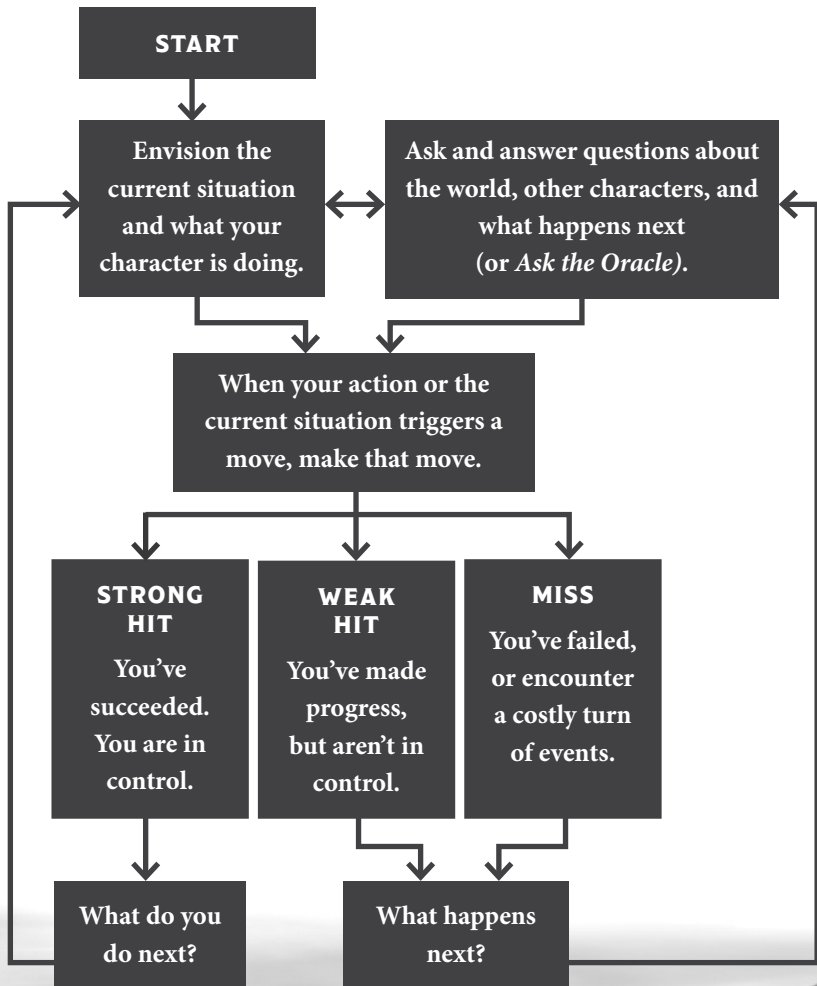 START
Envision the
current situation
and what your
character is doing.
Ask and answer questions about
the world, other characters, and
what happens next
(or Ask the Oracle).
When your action or the
current situation triggers a
move, make that move.
STRONG
HIT
You’ve
succeeded.
You are in
control.
WEAK
HIT
You’ve made
progress,
but aren’t in
control.
MISS
You’ve failed,
or encounter
a costly turn
of events.
What do you
do next?
What happens
next?